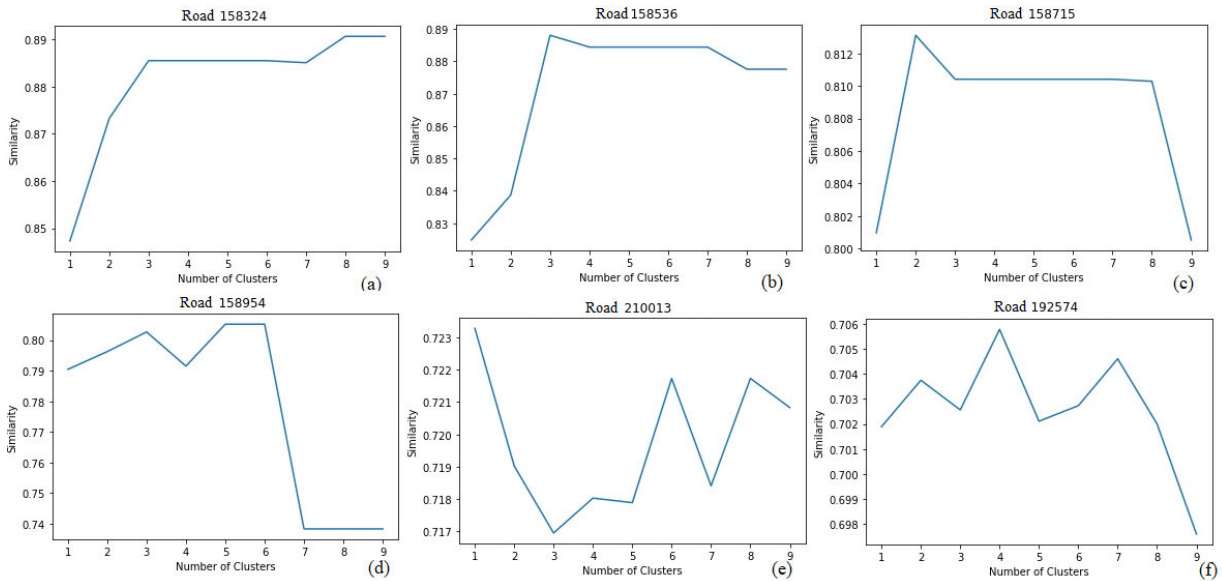 Road 158324
0.89
0.88
0.87
0.86
0.85
Similarity
1 2 3 4 5 6 7 8 9
Number of Clusters
(a)
Road 158536
0.89
0.88
0.87
0.86
0.85
0.84
0.83
Similarity
1 2 3 4 5 6 7 8 9
Number of Clusters
(b)
Road 158715
0.812
0.810
0.808
0.806
0.804
0.802
0.800
Similarity
1 2 3 4 5 6 7 8 9
Number of Clusters
(c)
Road 158954
0.80
0.79
0.78
0.77
0.76
0.75
0.74
Similarity
1 2 3 4 5 6 7 8 9
Number of Clusters
(d)
Road 210013
0.723
0.722
0.721
0.720
0.719
0.718
0.717
Similarity
1 2 3 4 5 6 7 8 9
Number of Clusters
(e)
Road 192574
0.706
0.705
0.704
0.703
0.702
0.701
0.700
0.699
0.698
Similarity
1 2 3 4 5 6 7 8 9
Number of Clusters
(f)